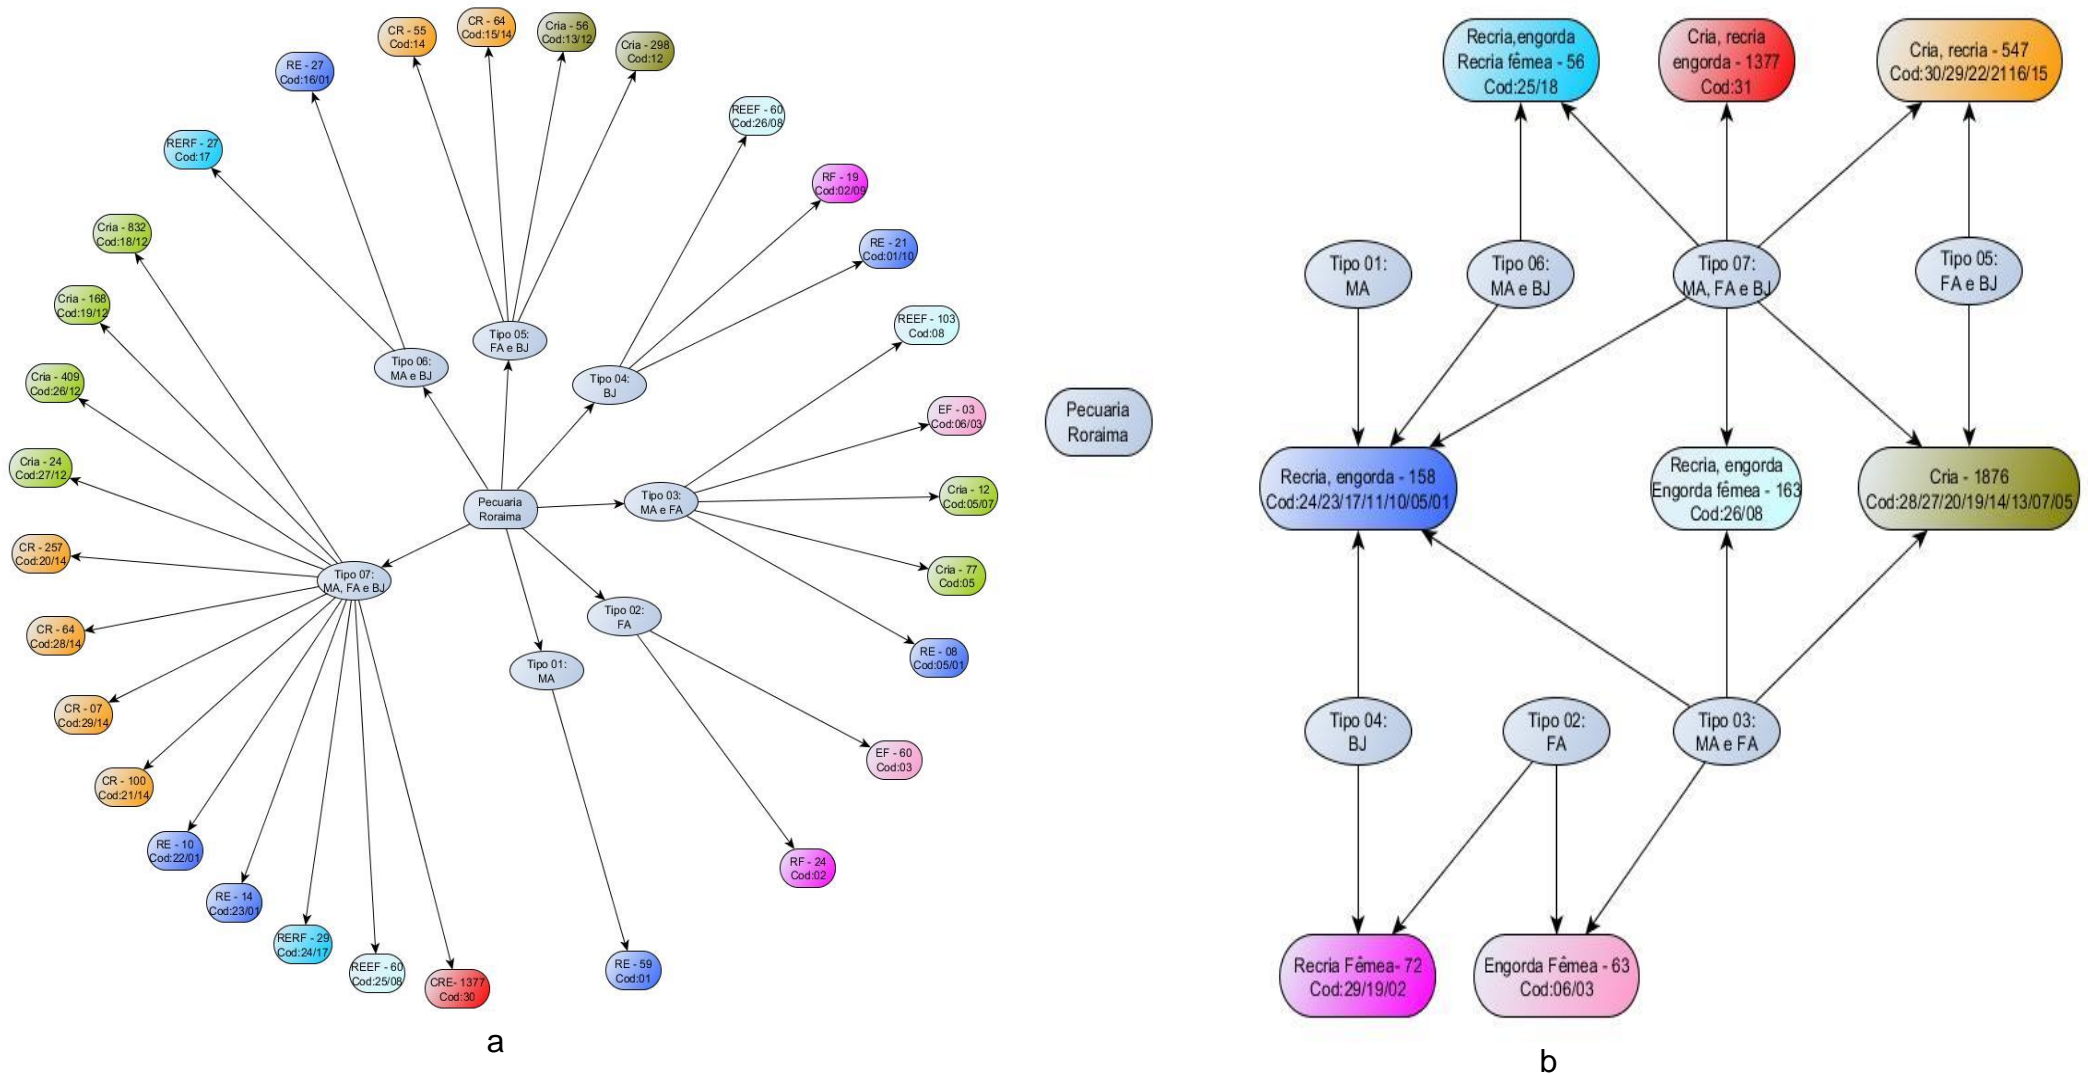 CR - 55
Cod:14
CR - 64
Cod:15/14
Cria - 56
Cod:13/12
Cria - 298
Cod:12
RE - 27
Cod:16/01
REEF - 60
Cod:26/08
RERF - 27
Cod:17
RF - 19
Cod:02/09
Cria - 832
Cod:18/12
RE - 21
Cod:01/10
Cria - 168
Cod:19/12
REEF - 103
Cod:08
Tipo 05:
FA e BJ
Tipo 06:
MA e BJ
Tipo 04:
BJ
Cria - 409
Cod:26/12
EF - 03
Cod:06/03
Cria - 24
Cod:27/12
Cria - 12
Cod:05/07
Pecuaria
Roraima
Tipo 03:
MA e FA
CR - 257
Cod:20/14
Tipo 07:
MA, FA e BJ
Cria - 77
Cod:05
CR - 64
Cod:28/14
Tipo 02:
FA
RE - 08
Cod:05/01
Tipo 01:
MA
CR - 07
Cod:29/14
EF - 60
Cod:03
CR - 100
Cod:21/14
RE - 10
Cod:22/01
RF - 24
Cod:02
RE - 14
Cod:23/01
RERF - 29
Cod:24/17
REEF - 60
Cod:25/08
CRE- 1377
Cod:30
RE - 59
Cod:01
a
Pecuaria
Roraima
Recria,engorda
Recria fêmea - 56
Cod:25/18
Cria, recria
engorda - 1377
Cod:31
Cria, recria - 547
Cod:30/29/22/2116/15
Tipo 01:
MA
Tipo 06:
MA e BJ
Tipo 07:
MA, FA e BJ
Tipo 05:
FA e BJ
Recria, engorda - 158
Cod:24/23/17/11/10/05/01
Recria, engorda
Engorda fêmea - 163
Cod:26/08
Cria - 1876
Cod:28/27/20/19/14/13/07/05
Tipo 04:
BJ
Tipo 02:
FA
Tipo 03:
MA e FA
Recria Fêmea- 72
Cod:29/19/02
Engorda Fêmea - 63
Cod:06/03
b